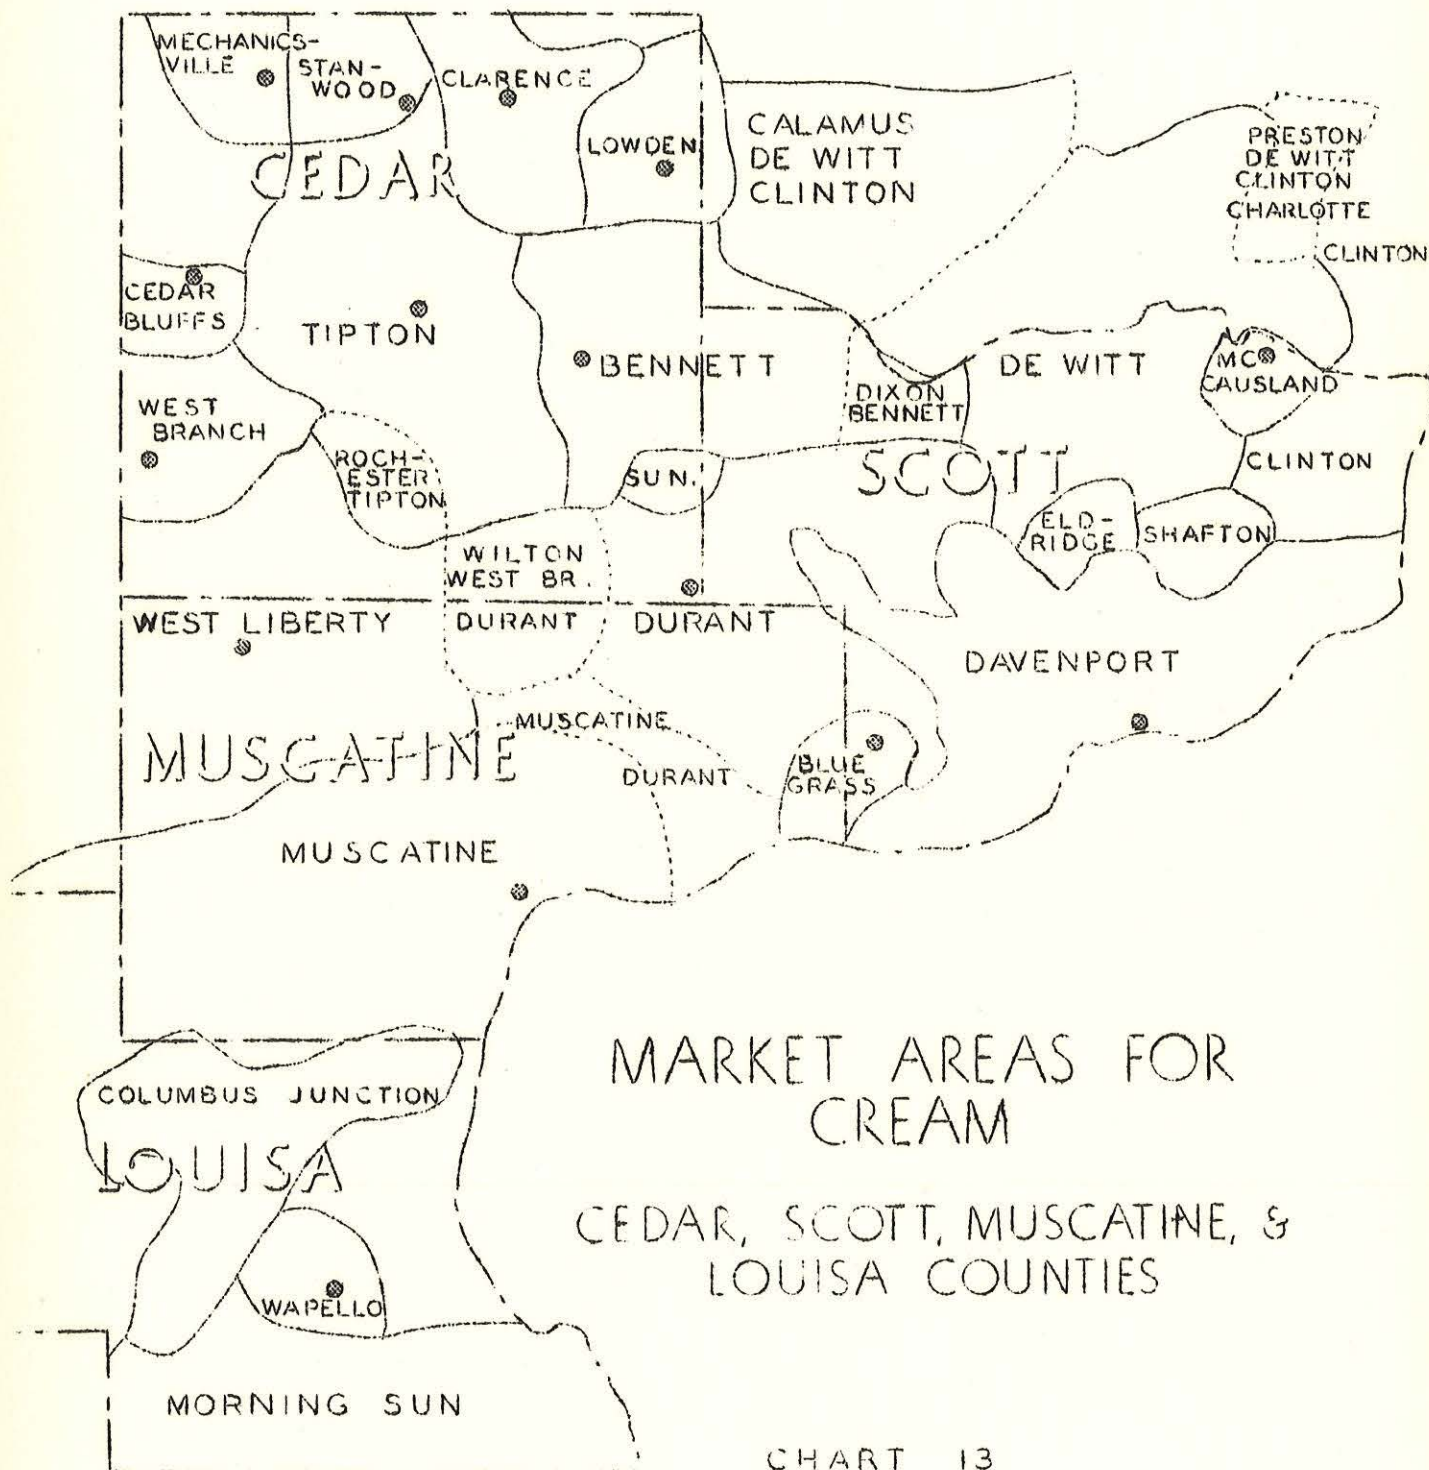 MECHANICS-
VILLE
STAN-
WOOD
CLARENCE
LOWDEN
CALAMUS
DE WITT
CLINTON
PRESTON
DE WITT
CLINTON
CHARLOTTE
CLINTON
CEDAR
CEDAR
BLUFFS
TIPTON
BENNETT
DIXON
BENNETT
DE WITT
MC
CAUSLAND
WEST
BRANCH
ROCH-
ESTER
TIPTON
SUN.
SCOTT
CLINTON
ELD-
RIDGE
SHAFTON
WILTON
WEST BR.
DURANT
WEST LIBERTY
DURANT
DAVENPORT
MUSCATINE
MUSCATINE
DURANT
BLUE
GRASS
MUSCATINE
COLUMBUS JUNCTION
LOUISA
WAPELLO
MORNING SUN
MARKET AREAS FOR
CREAM
CEDAR, SCOTT, MUSCATINE, &
LOUISA COUNTIES
CHART 13